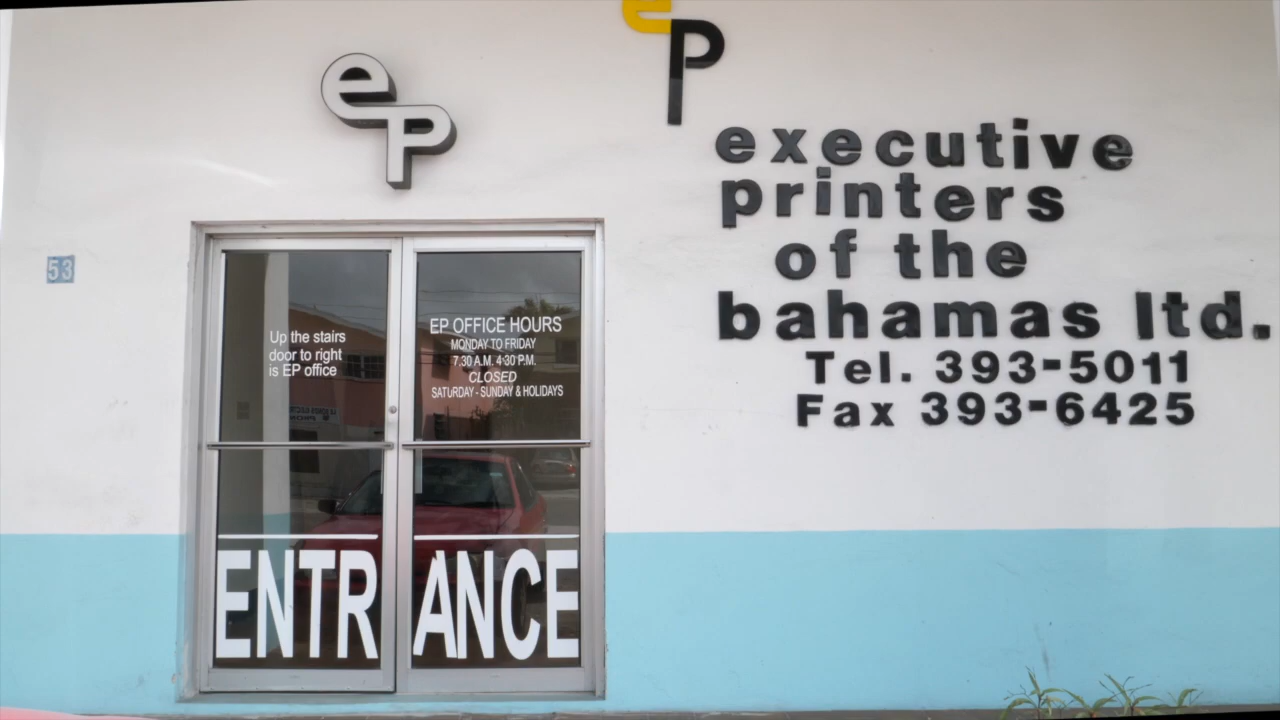 ep
ep
executive
printers
of the
bahamas ltd.
Tel. 393-5011
Fax 393-6425
53
Up the stairs
door to right
is EP office
EP OFFICE HOURS
MONDAY TO FRIDAY
7:30 A.M. 4:30 P.M.
CLOSED
SATURDAY - SUNDAY & HOLIDAYS
ENTRANCE